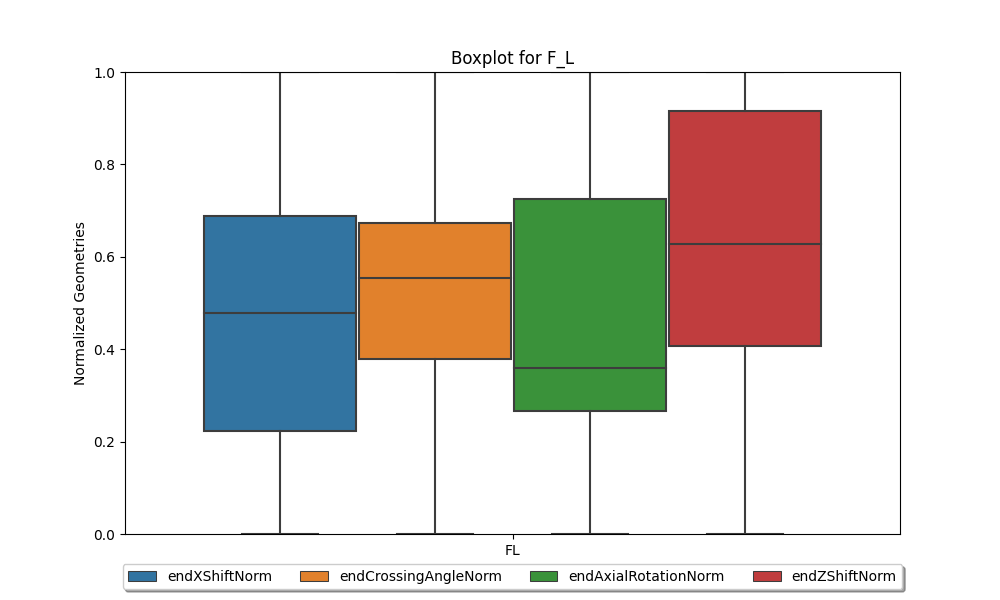 Boxplot for F_L
Normalized Geometries
1.0
0.8
0.6
0.4
0.2
0.0
FL
endXShiftNorm endCrossingAngleNorm endAxialRotationNorm endZShiftNorm